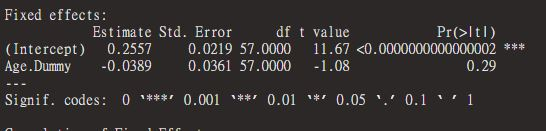 Fixed effects:
Estimate Std. Error df t value Pr(>|t|)
(Intercept) 0.2557 0.0219 57.0000 11.67 <0.0000000000000002 ***
Age.Dummy -0.0389 0.0361 57.0000 -1.08 0.29
---
Signif. codes: 0 ‘***’ 0.001 ‘**’ 0.01 ‘*’ 0.05 ‘.’ 0.1 ‘ ’ 1